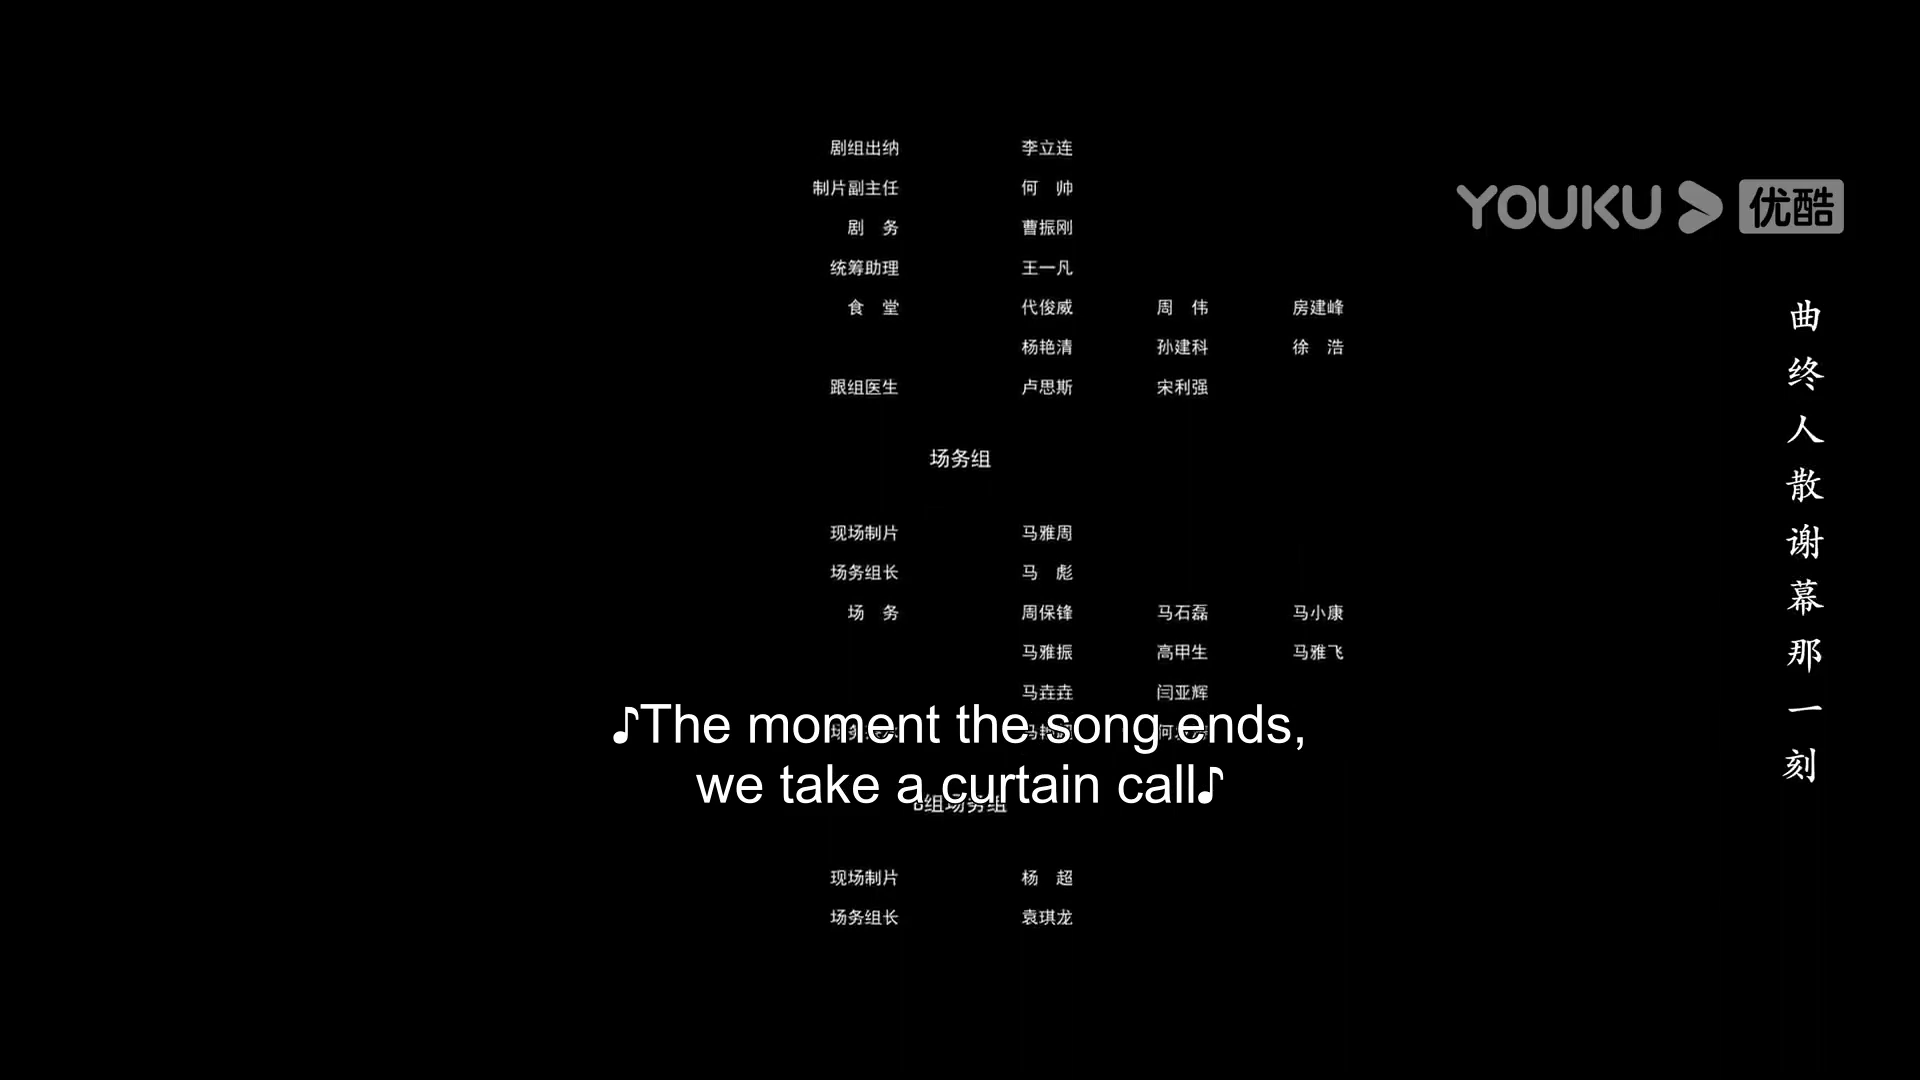 剧组出纳 李立连
制片副主任 何 帅
YOUKU 优酷
剧 务 曹振刚
统筹助理 王一凡
食 堂 代俊威 周 伟 房建峰
杨艳清 孙建科 徐 浩
跟组医生 卢思斯 宋利强
场务组
现场制片 马雅周
场务组长 马 彪
场 务 周保锋 马石磊 马小康
马雅振 高甲生 马雅飞
马垚垚 闫亚辉
♪The moment the song ends,
we take a curtain call♪
B组场务组
现场制片 杨 超
场务组长 袁琪龙
曲终人散谢幕那一刻